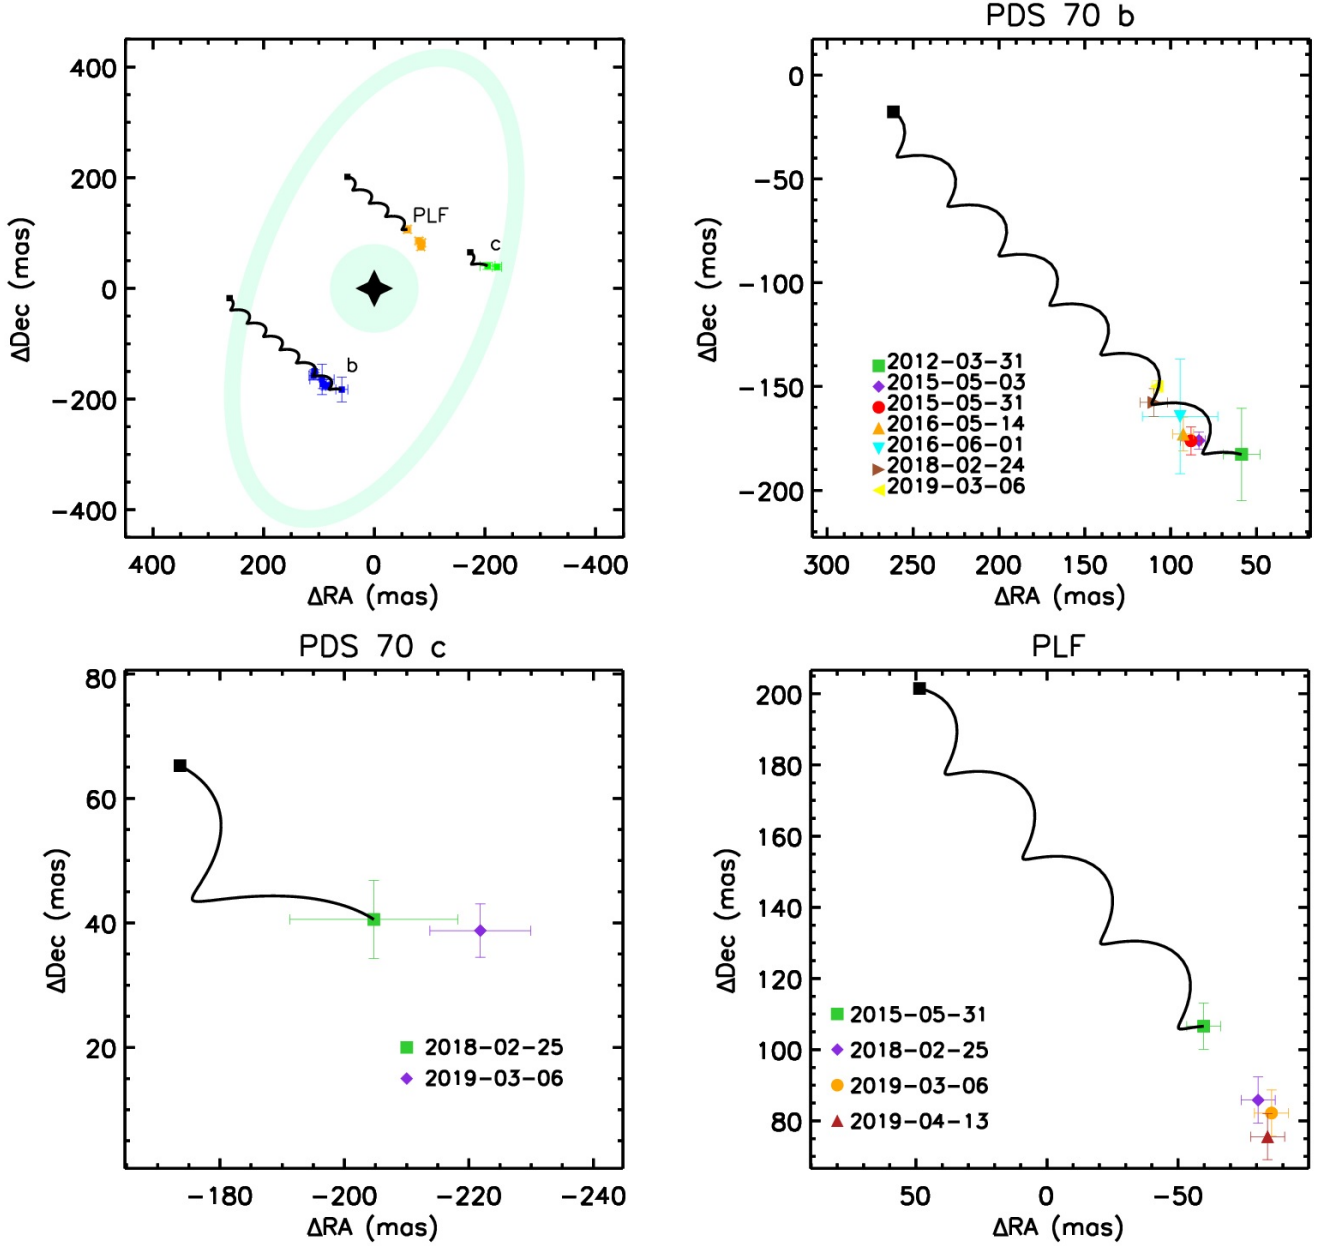 400
200
0
−200
−400
ΔDec (mas)
400 200 0 −200 −400
ΔRA (mas)
PLF
c
b
PDS 70 b
0
−50
−100
−150
−200
ΔDec (mas)
2012−03−31
2015−05−03
2015−05−31
2016−05−14
2016−06−01
2018−02−24
2019−03−06
300 250 200 150 100 50
ΔRA (mas)
PDS 70 c
80
60
40
20
ΔDec (mas)
2018−02−25
2019−03−06
−180 −200 −220 −240
ΔRA (mas)
PLF
200
180
160
140
120
100
80
ΔDec (mas)
2015−05−31
2018−02−25
2019−03−06
2019−04−13
50 0 −50
ΔRA (mas)